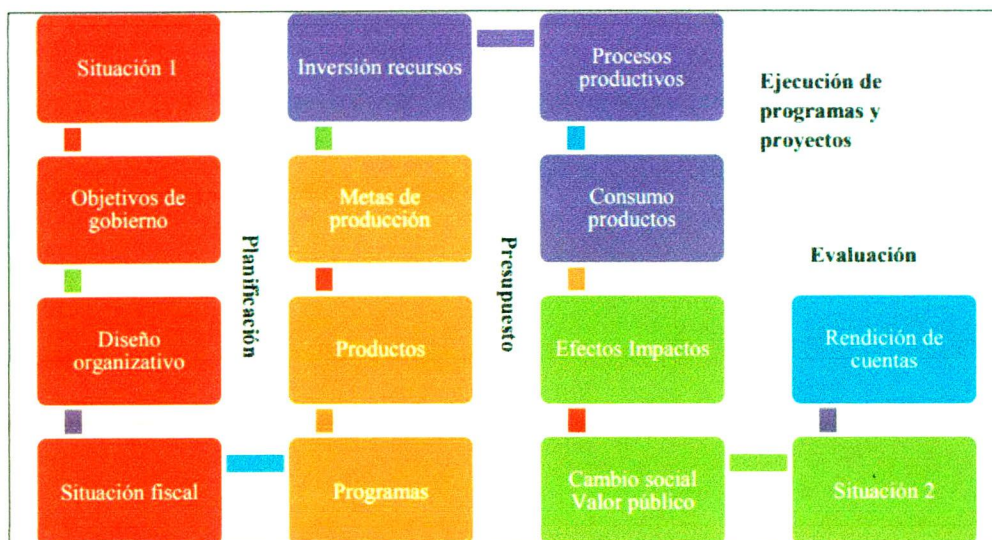 Situación 1
Objetivos de
gobierno
Diseño
organizativo
Situación fiscal
Planificación
Programas
Productos
Metas de
producción
Inversión recursos
Presupuesto
Procesos
productivos
Consumo
productos
Efectos Impactos
Cambio social
Valor público
Ejecución de
programas y
proyectos
Evaluación
Situación 2
Rendición de
cuentas